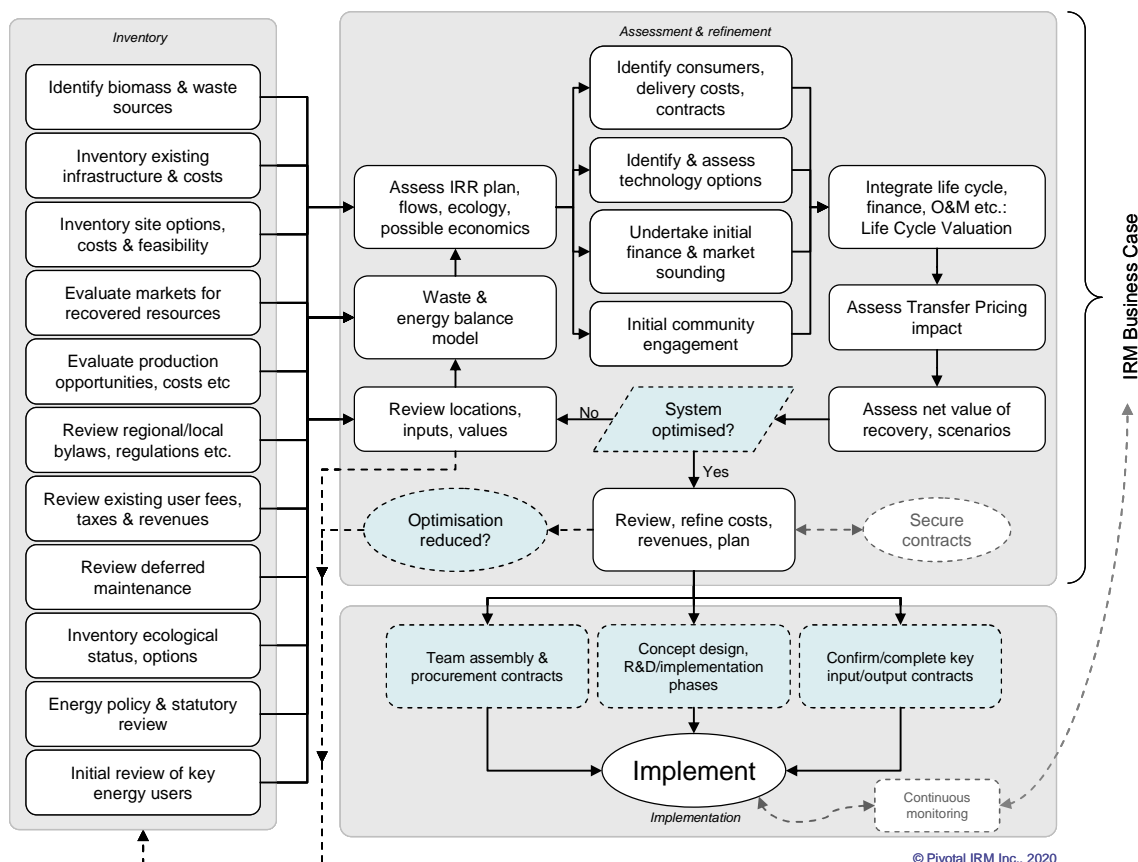 Inventory
Identify biomass & waste
sources
Inventory existing
infrastructure & costs
Inventory site options,
costs & feasibility
Evaluate markets for
recovered resources
Evaluate production
opportunities, costs etc
Review regional/local
bylaws, regulations etc.
Review existing user fees,
taxes & revenues
Review deferred
maintenance
Inventory ecological
status, options
Energy policy & statutory
review
Initial review of key
energy users
Assessment & refinement
Assess IRR plan,
flows, ecology,
possible economics
Waste &
energy balance
model
Review locations,
inputs, values
Identify consumers,
delivery costs,
contracts
Identify & assess
technology options
Undertake initial
finance & market
sounding
Initial community
engagement
Integrate life cycle,
finance, O&M etc.:
Life Cycle Valuation
Assess Transfer Pricing
impact
Assess net value of
recovery, scenarios
System
optimised?
No
Yes
Optimisation
reduced?
Review, refine costs,
revenues, plan
Secure
contracts
IRM Business Case
Team assembly &
procurement contracts
Concept design,
R&D/implementation
phases
Confirm/complete key
input/output contracts
Implement
Continuous
monitoring
Implementation
© Pivotal IRM Inc., 2020